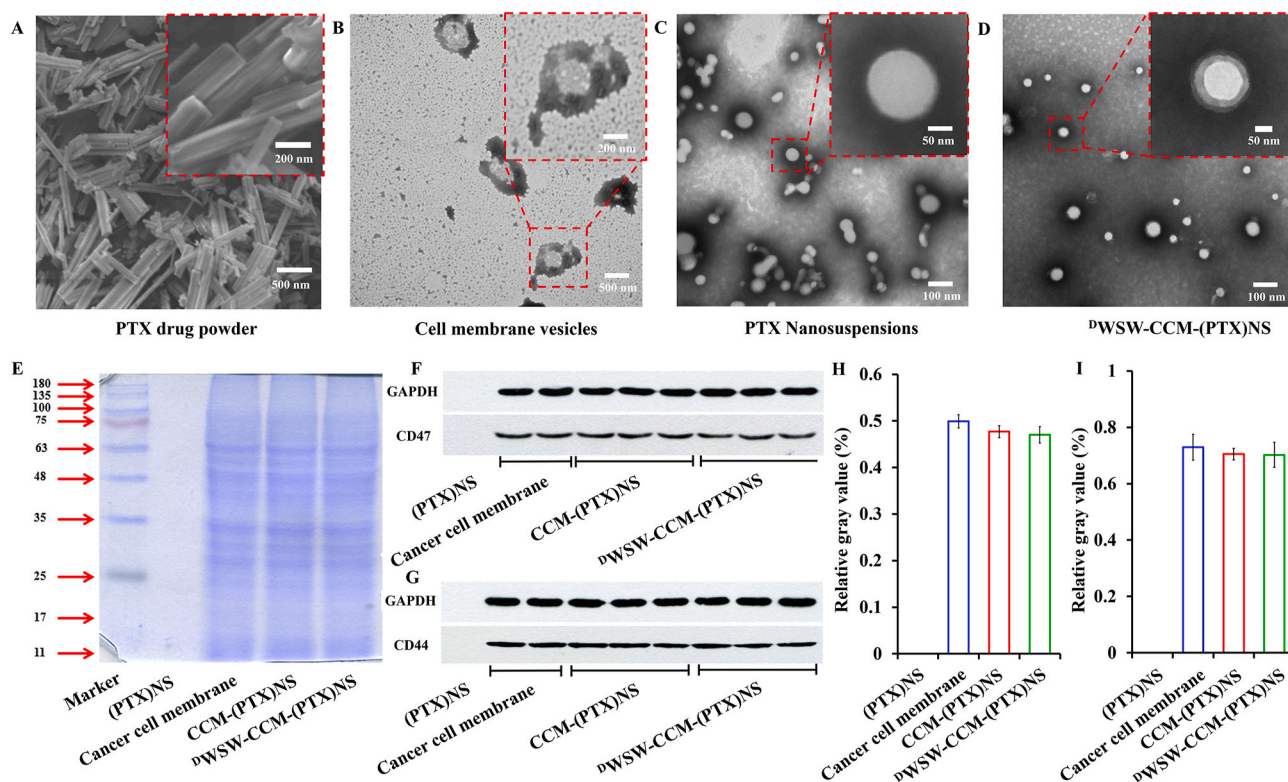 A
200 nm
500 nm
PTX drug powder
B
200 nm
500 nm
Cell membrane vesicles
C
50 nm
100 nm
PTX Nanosuspensions
D
50 nm
100 nm
ᴰWSW-CCM-(PTX)NS
E
180
135
100
75
63
48
35
25
17
11
Marker
(PTX)NS
Cancer cell membrane
CCM-(PTX)NS
ᴰWSW-CCM-(PTX)NS
F
GAPDH
CD47
(PTX)NS
Cancer cell membrane
CCM-(PTX)NS
ᴰWSW-CCM-(PTX)NS
G
GAPDH
CD44
(PTX)NS
Cancer cell membrane
CCM-(PTX)NS
ᴰWSW-CCM-(PTX)NS
H
Relative gray value (%)
0.6
0.5
0.4
0.3
0.2
0.1
0
(PTX)NS
Cancer cell membrane
CCM-(PTX)NS
ᴰWSW-CCM-(PTX)NS
I
Relative gray value (%)
1
0.8
0.6
0.4
0.2
0
(PTX)NS
Cancer cell membrane
CCM-(PTX)NS
ᴰWSW-CCM-(PTX)NS